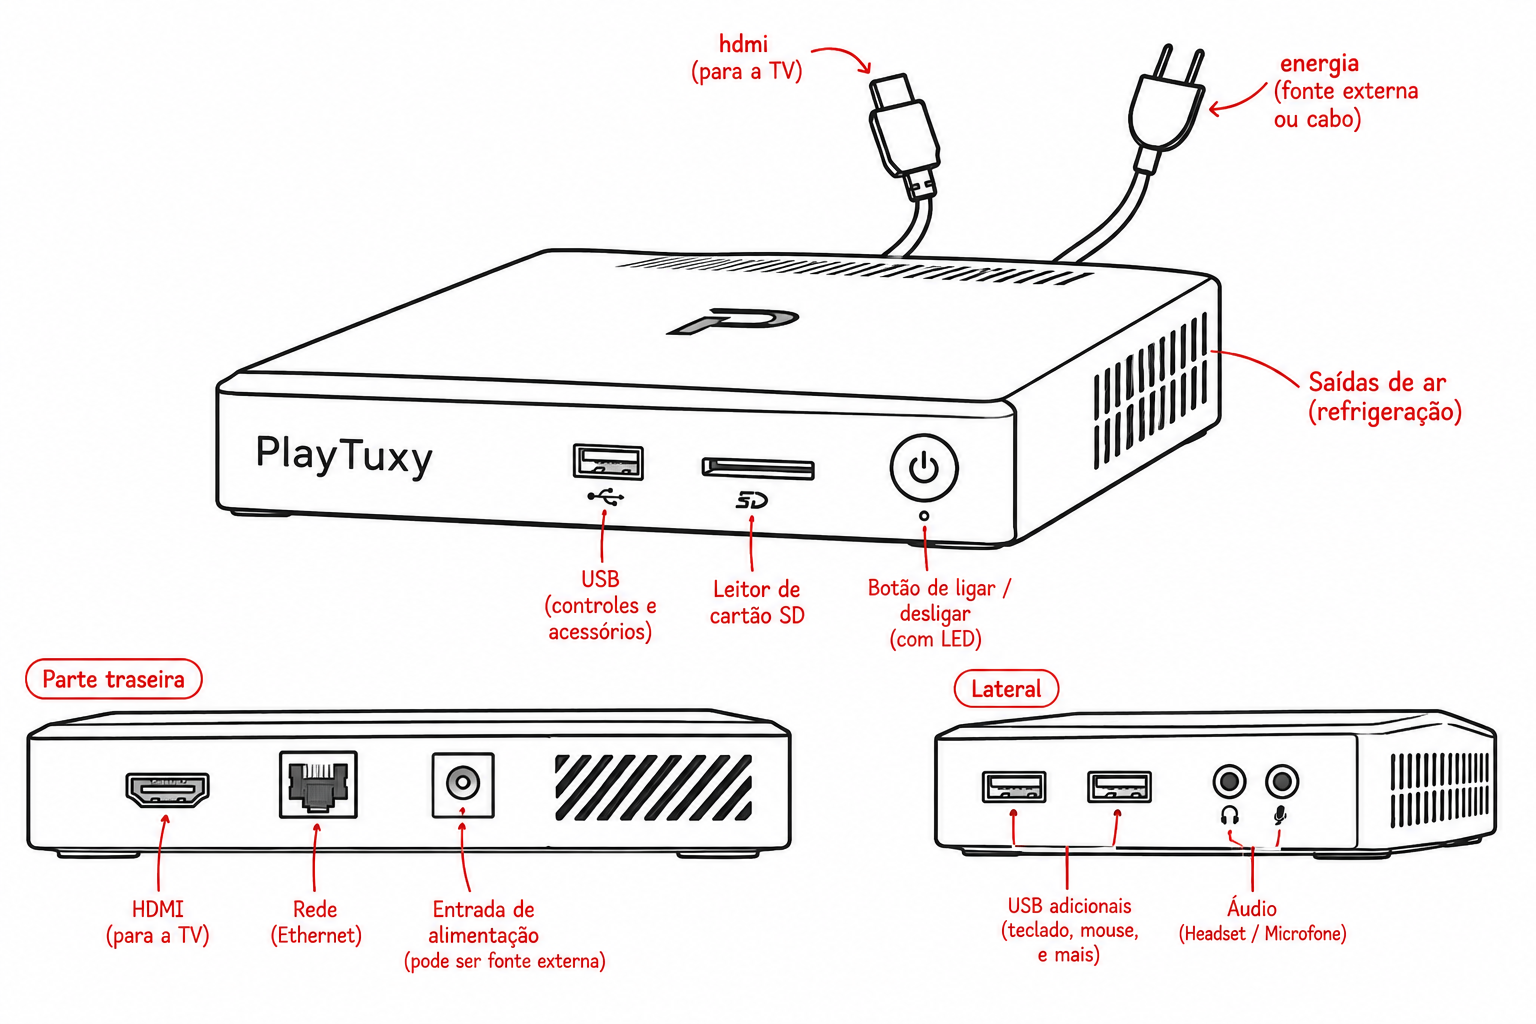 hdmi
(para a TV)
energia
(fonte externa
ou cabo)
Saídas de ar
(refrigeração)
PlayTuxy
SD
USB
(controles e
acessórios)
Leitor de
cartão SD
Botão de ligar /
desligar
(com LED)
Parte traseira
HDMI
(para a TV)
Rede
(Ethernet)
Entrada de
alimentação
(pode ser fonte externa)
Lateral
USB adicionais
(teclado, mouse,
e mais)
Áudio
(Headset / Microfone)